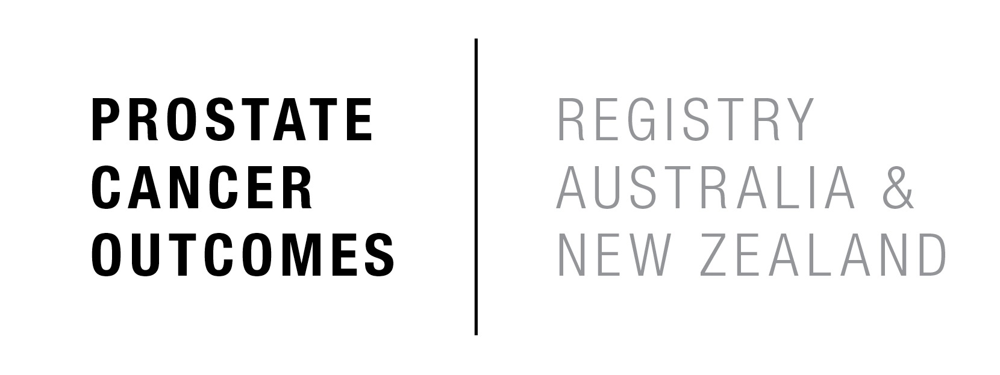 PROSTATE
CANCER
OUTCOMES
REGISTRY
AUSTRALIA &
NEW ZEALAND